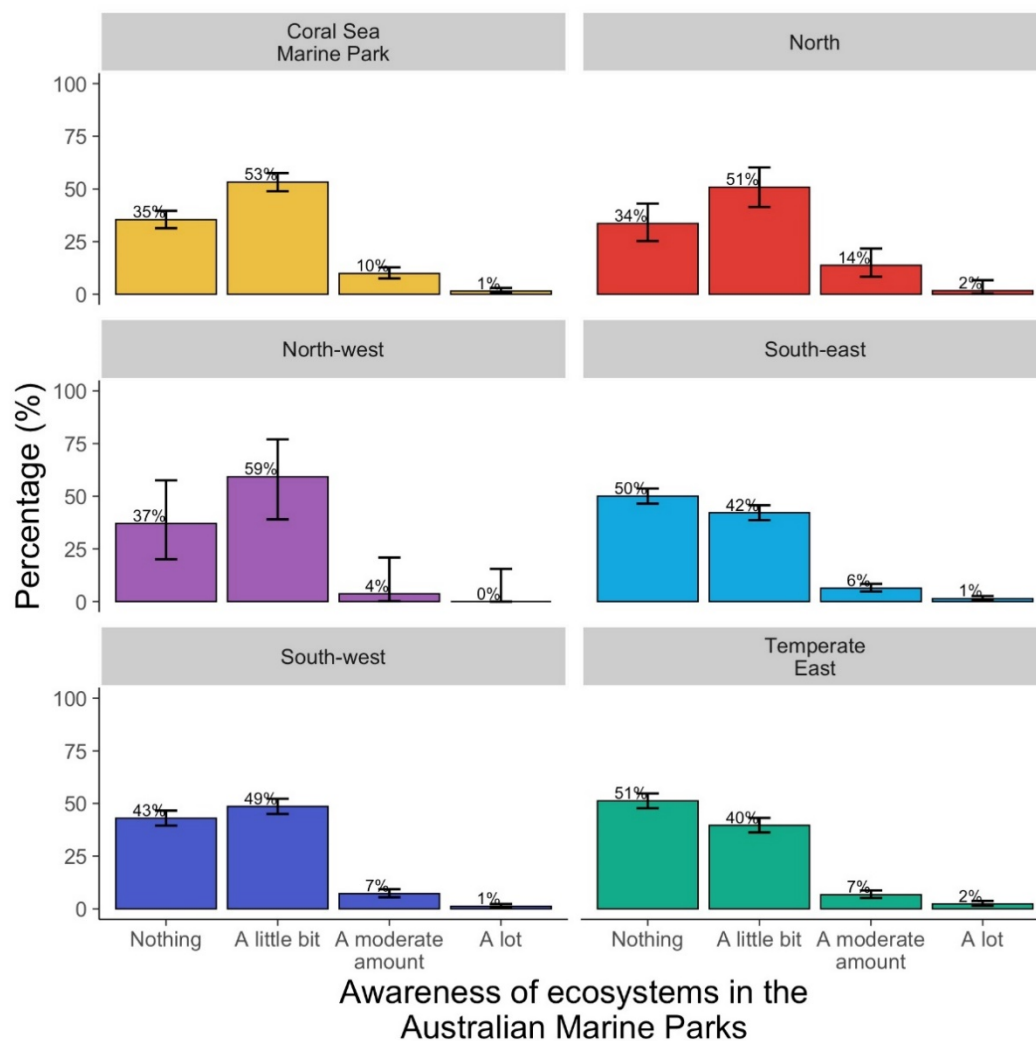 Coral Sea
Marine Park
North
100
75
50
25
0
35%
53%
10%
1%
34%
51%
14%
2%
North-west
South-east
100
75
50
25
0
37%
59%
4%
0%
50%
42%
6%
1%
South-west
Temperate
East
100
75
50
25
0
43%
49%
7%
1%
51%
40%
7%
2%
Nothing
A little bit
A moderate
amount
A lot
Nothing
A little bit
A moderate
amount
A lot
Percentage (%)
Awareness of ecosystems in the
Australian Marine Parks